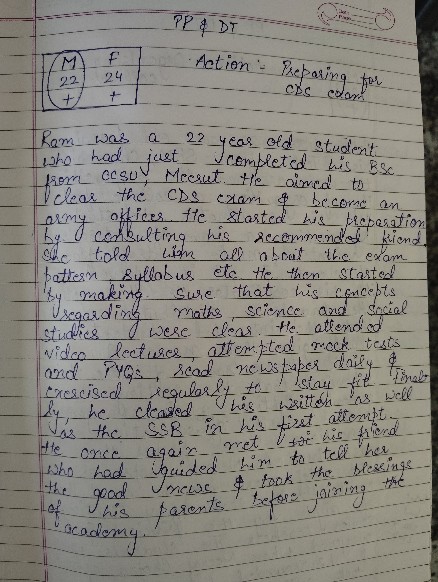 PP & DT
M F
22 24
+ +
Action :- Preparing for
CDS exam
Ram was a 22 year old student
who had just completed his BSc
from CCSU, Meerut. He aimed to
clear the CDS exam & become an
army officer. He started his preparation
by consulting his recommended friend.
She told him all about the exam
pattern, syllabus etc. He then started
by making sure that his concepts
regarding maths, science and social
studies were clear. He attended
video lectures, attempted mock tests
and PYQs, read newspaper daily &
exercised regularly to stay fit. Final
ly, he cleared his written as well
as the SSB in his first attempt.
He once again met his friend
who had guided him to tell her
the good news & took the blessings
of his parents before joining the
academy.